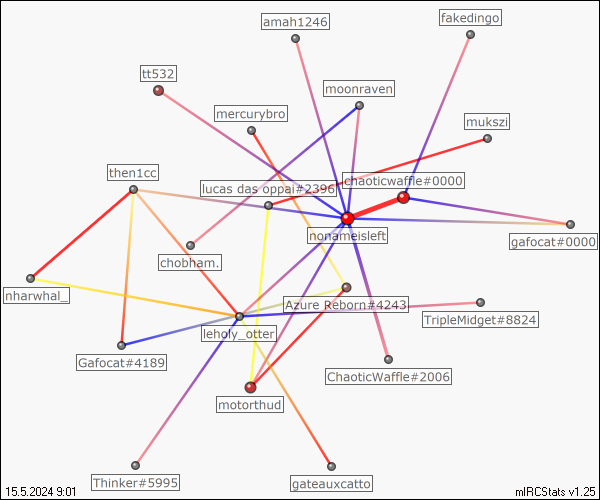 amah1246
fakedingo
tt532
moonraven
mercurybro
mukszi
then1cc
chaoticwaffle#0000
lucas das oppai#2396
nonameisleft
gafocat#0000
chobham.
nharwhal_
Azure Reborn#4243
TripleMidget#8824
leholy_otter
Gafocat#4189
ChaoticWaffle#2006
motorthud
Thinker#5995
gateauxcatto
15.5.2024 9:01
mIRCStats v1.25